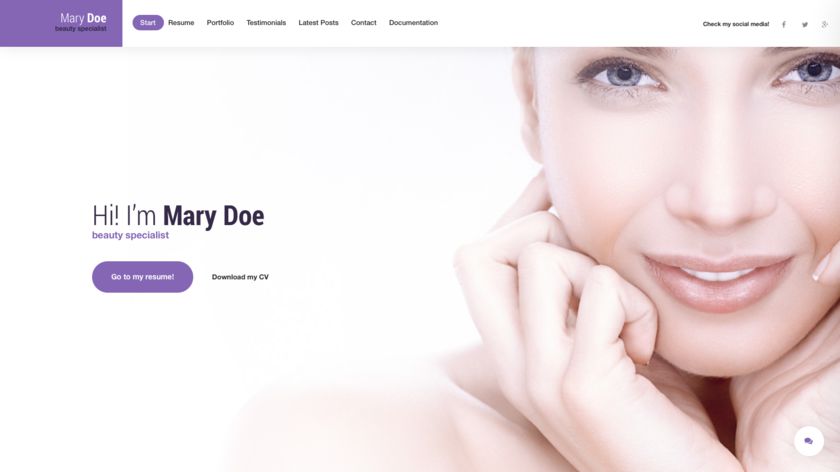 Mary Doe
beauty specialist
Start Resume Portfolio Testimonials Latest Posts Contact Documentation
Check my social media!
Hi! I'm Mary Doe
beauty specialist
Go to my resume! Download my CV